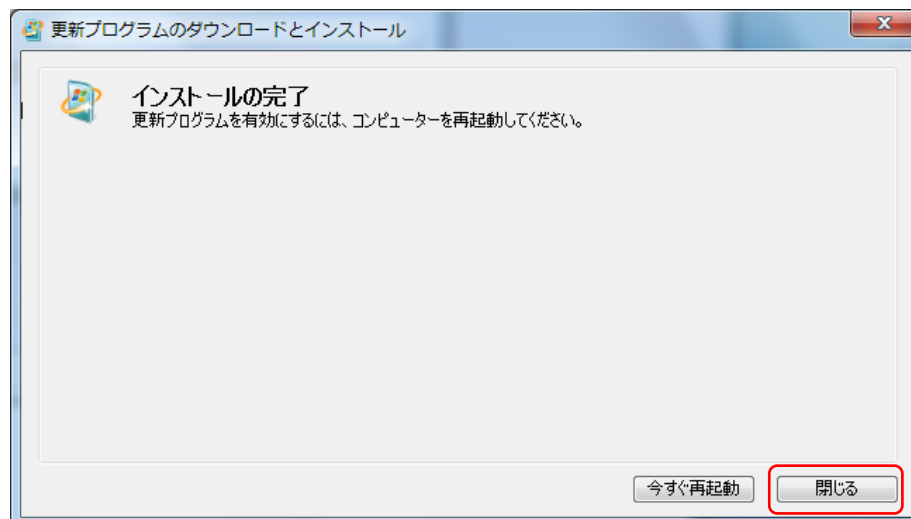 更新プログラムのダウンロードとインストール
インストールの完了
更新プログラムを有効にするには、コンピューターを再起動してください。
今すぐ再起動
閉じる